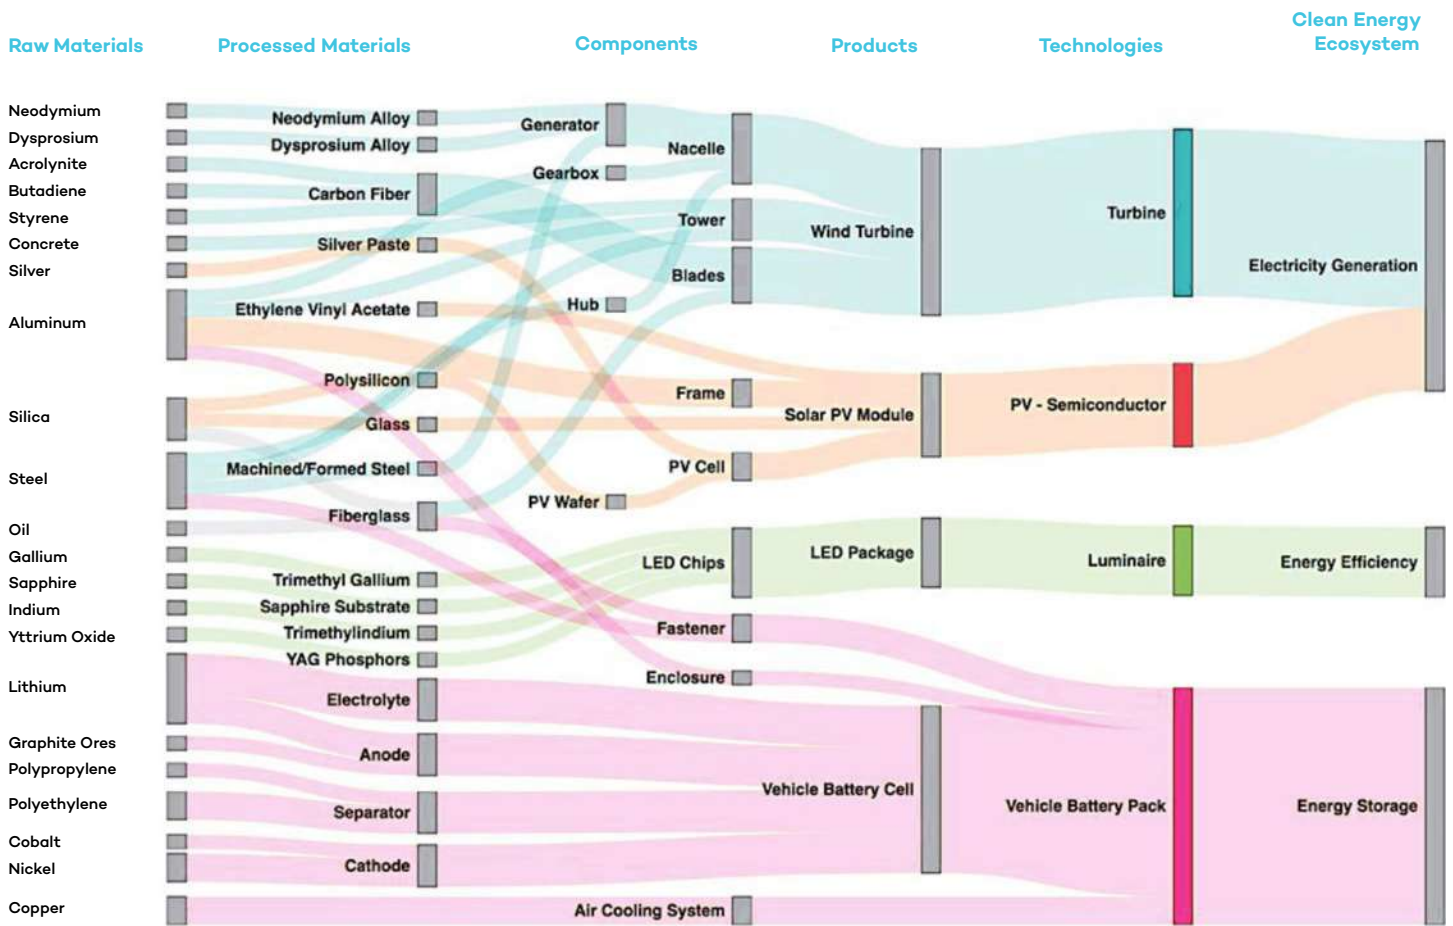 Raw Materials
Processed Materials
Components
Products
Technologies
Clean Energy
Ecosystem
Neodymium
Dysprosium
Acrolynite
Butadiene
Styrene
Concrete
Silver
Aluminum
Silica
Steel
Oil
Gallium
Sapphire
Indium
Yttrium Oxide
Lithium
Graphite Ores
Polypropylene
Polyethylene
Cobalt
Nickel
Copper
Neodymium Alloy
Dysprosium Alloy
Carbon Fiber
Silver Paste
Ethylene Vinyl Acetate
Polysilicon
Glass
Machined/Formed Steel
Fiberglass
Trimethyl Gallium
Sapphire Substrate
Trimethylindium
YAG Phosphors
Electrolyte
Anode
Separator
Cathode
Generator
Gearbox
Hub
PV Wafer
Nacelle
Tower
Blades
Frame
PV Cell
LED Chips
Fastener
Enclosure
Air Cooling System
Wind Turbine
Solar PV Module
LED Package
Vehicle Battery Cell
Turbine
PV - Semiconductor
Luminaire
Vehicle Battery Pack
Electricity Generation
Energy Efficiency
Energy Storage